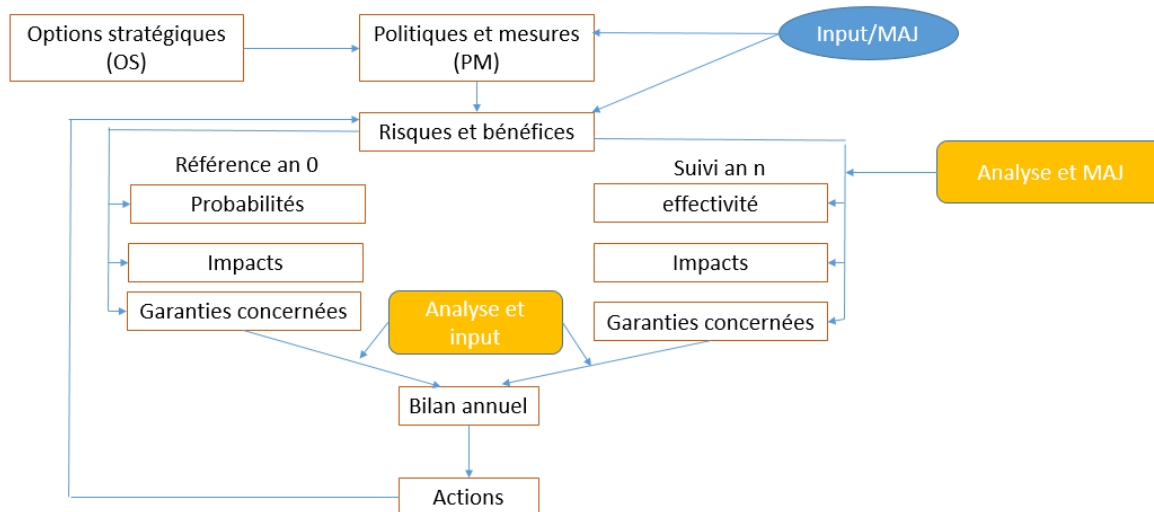 Options stratégiques
(OS)
Politiques et mesures
(PM)
Input/MAJ
Risques et bénéfices
Référence an 0
Suivi an n
Analyse et MAJ
Probabilités
effectivité
Impacts
Impacts
Garanties concernées
Analyse et
input
Garanties concernées
Bilan annuel
Actions